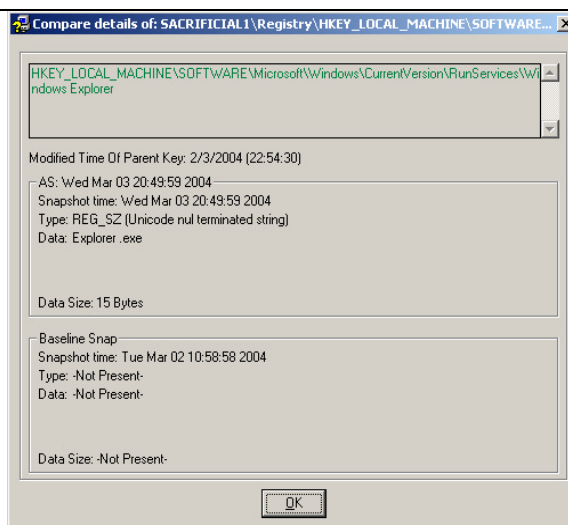 Compare details of: SACRIFICIAL1\Registry\HKEY_LOCAL_MACHINE\SOFTWARE...
HKEY_LOCAL_MACHINE\SOFTWARE\Microsoft\Windows\CurrentVersion\RunServices\Wi
ndows Explorer
Modified Time Of Parent Key: 2/3/2004 (22:54:30)
AS: Wed Mar 03 20:49:59 2004
Snapshot time: Wed Mar 03 20:49:59 2004
Type: REG_SZ (Unicode nul terminated string)
Data: Explorer .exe
Data Size: 15 Bytes
Baseline Snap
Snapshot time: Tue Mar 02 10:58:58 2004
Type: -Not Present-
Data: -Not Present-
Data Size: -Not Present-
OK